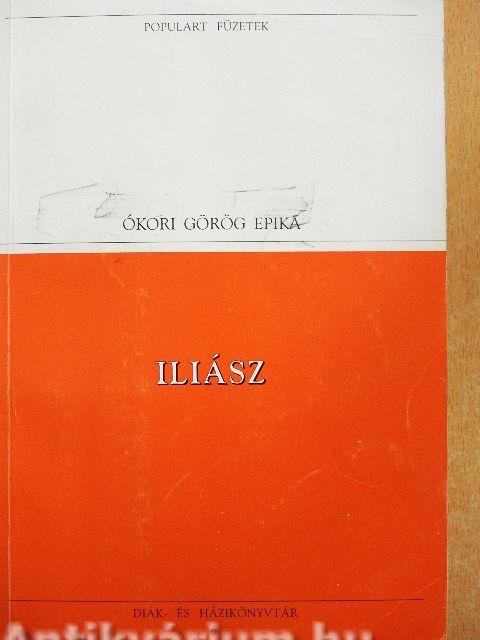 POPULART FÜZETEK
ÓKORI GÖRÖG EPIKA
ILIÁSZ
DIÁK- ÉS HÁZIKÖNYVTÁR
Antikvárium.hu